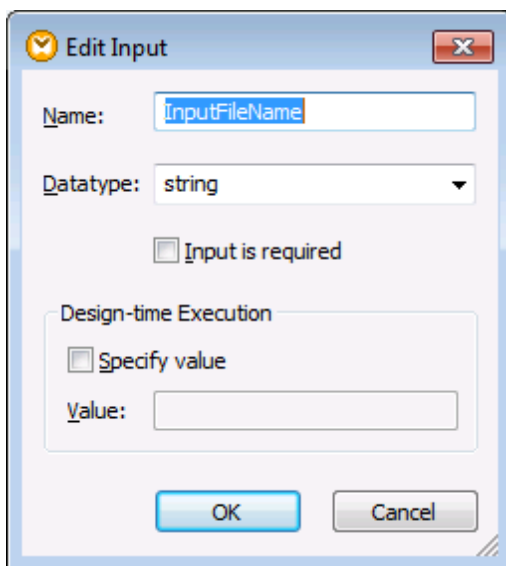 Edit Input
Name: InputFileName
Datatype: string
Input is required
Design-time Execution
Specify value
Value:
OK Cancel